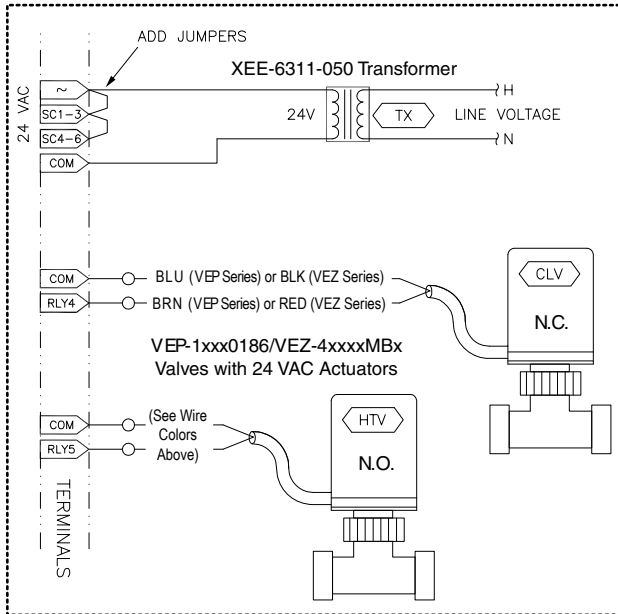 ADD JUMPERS
XEE-6311-050 Transformer
24 VAC
~
SC1-3
SC4-6
COM
24V
TX
LINE VOLTAGE
H
N
COM
BLU (VEP Series) or BLK (VEZ Series)
RLY4
BRN (VEP Series) or RED (VEZ Series)
CLV
N.C.
VEP-1xxx0186/VEZ-4xxxxMBx
Valves with 24 VAC Actuators
COM
RLY5
(See Wire
Colors
Above)
HTV
N.O.
TERMINALS